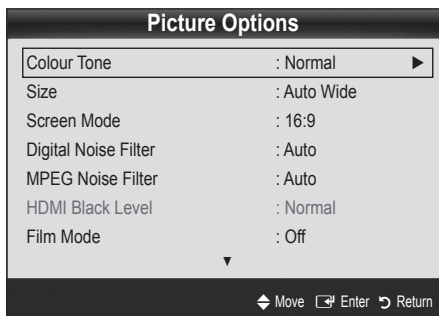 Picture Options
Colour Tone : Normal ▶
Size : Auto Wide
Screen Mode : 16:9
Digital Noise Filter : Auto
MPEG Noise Filter : Auto
HDMI Black Level : Normal
Film Mode : Off
▼
Move Enter Return